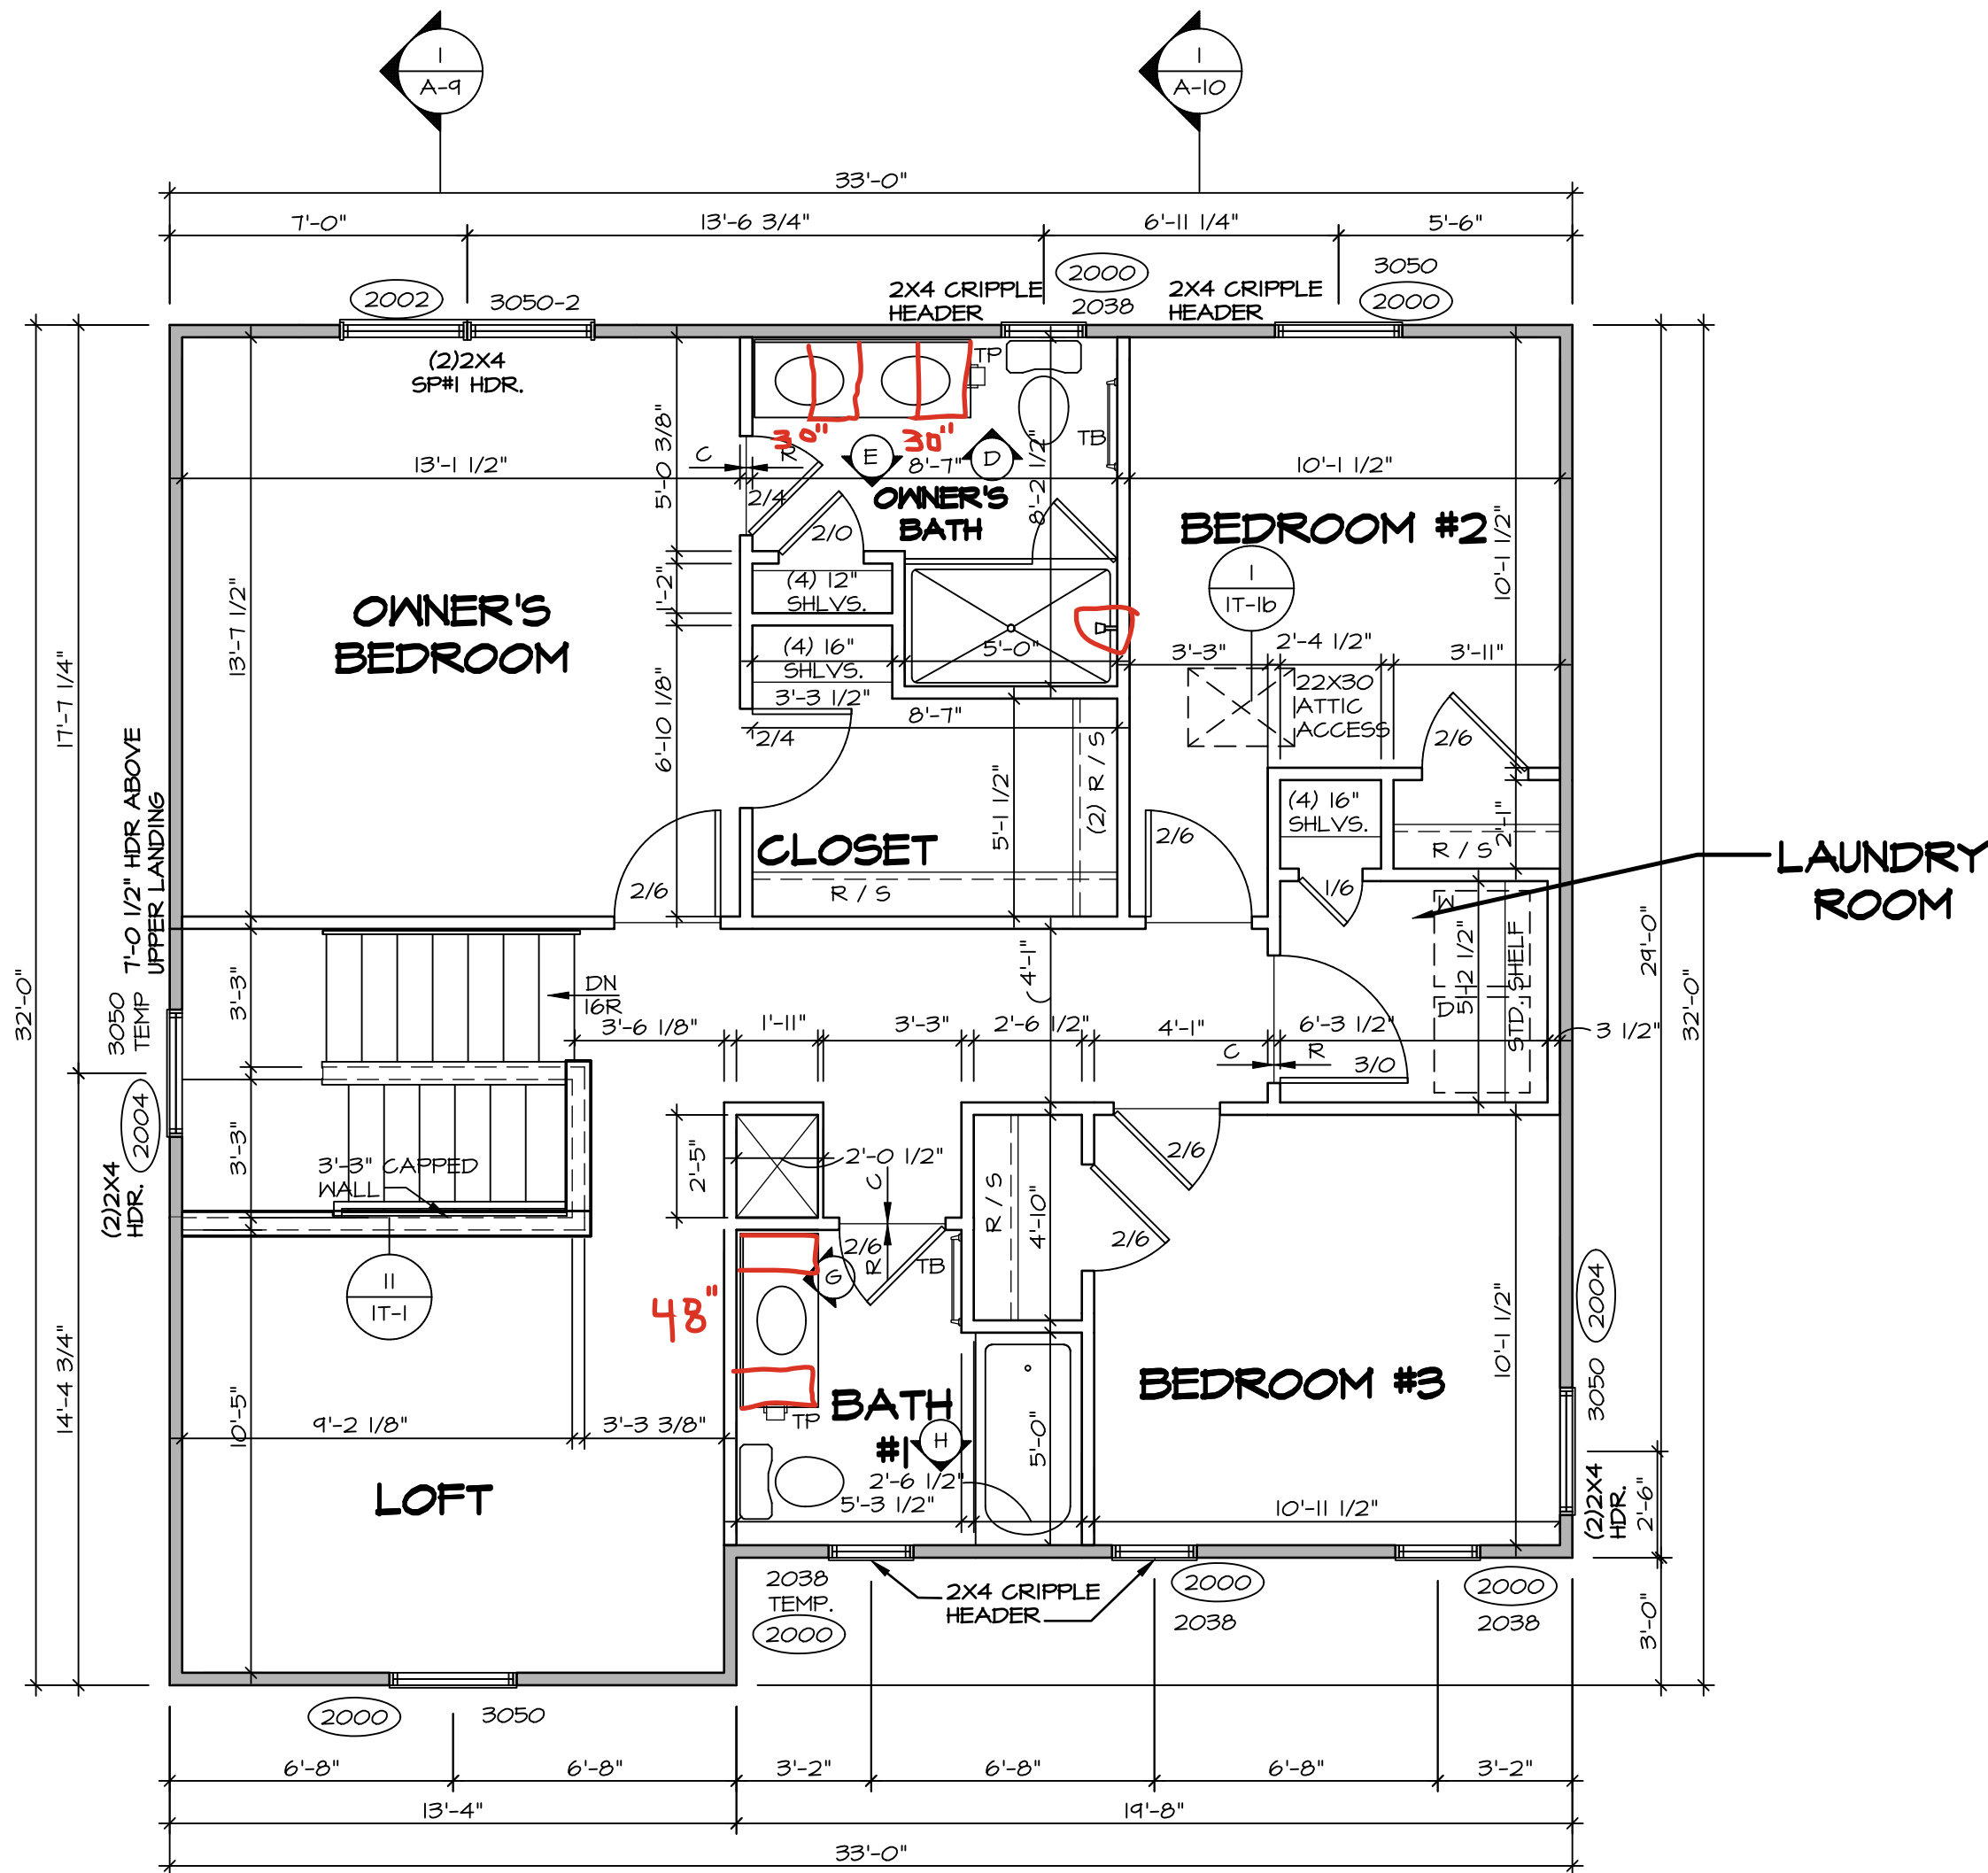 1
A-9
1
A-10
33'-0"
7'-0"
13'-6 3/4"
6'-11 1/4"
5'-6"
2002
3050-2
2X4 CRIPPLE
HEADER
2000
2038
2X4 CRIPPLE
HEADER
3050
2000
(2)2X4
SP#1 HDR.
TP
TB
30"
30"
C
R
E
D
13'-1 1/2"
5'-0 3/8"
8'-7"
8'-2 1/2"
10'-1 1/2"
2/4
OWNER'S
BATH
2/0
BEDROOM #2
10'-1 1/2"
1
IT-1b
(4) 12"
SHLVS.
1'-2"
13'-7 1/2"
OWNER'S
BEDROOM
(4) 16"
SHLVS.
5'-0"
3'-3"
2'-4 1/2"
3'-11"
3'-3 1/2"
8'-7"
22X30
ATTIC
ACCESS
2/4
6'-10 1/8"
(2) R / S
2/6
17'-7 1/4"
7'-0 1/2" HDR ABOVE
UPPER LANDING
5'-1 1/2"
CLOSET
R / S
2/6
2/6
(4) 16"
SHLVS.
R / S
2'-1"
LAUNDRY
ROOM
1/6
W
D
5'-2 1/2"
STD. SHELF
29'-0"
32'-0"
32'-0"
3'-3"
DN
16R
4'-1"
3050
TEMP
2004
3'-6 1/8"
1'-11"
3'-3"
2'-6 1/2"
4'-1"
6'-3 1/2"
3 1/2"
C
R
3/0
3'-3"
3'-3" CAPPED
WALL
(2)2X4
HDR.
2'-5"
2'-0 1/2"
C
R / S
4'-10"
2/6
2/6
2/6
R
TB
G
11
IT-1
48"
14'-4 3/4"
10'-5"
9'-2 1/8"
3'-3 3/8"
LOFT
TP
BATH
#1
H
5'-0"
2'-6 1/2"
5'-3 1/2"
BEDROOM #3
10'-1 1/2"
10'-11 1/2"
2004
3050
(2)2X4
HDR.
2'-6"
3'-0"
2038
TEMP.
2000
2X4 CRIPPLE
HEADER
2000
2038
2000
2038
2000
3050
6'-8"
6'-8"
3'-2"
6'-8"
6'-8"
3'-2"
13'-4"
19'-8"
33'-0"